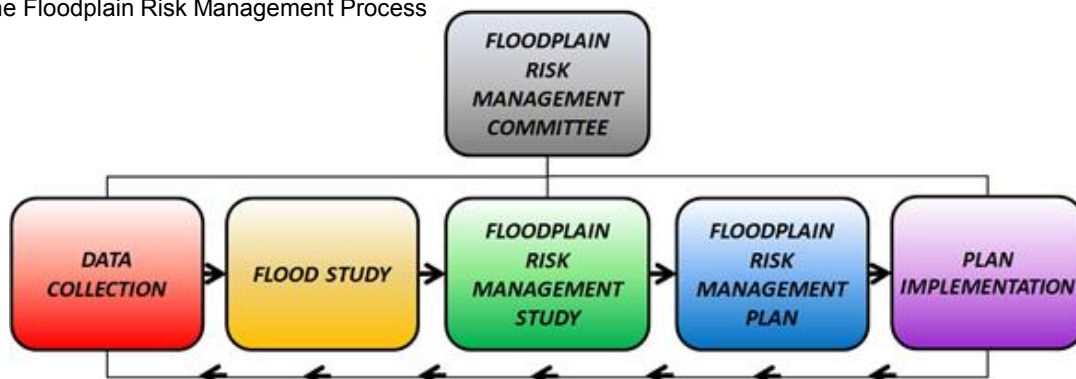 Floodplain Risk Management Process
FLOODPLAIN
RISK
MANAGEMENT
COMMITTEE
DATA
COLLECTION
FLOOD STUDY
FLOODPLAIN
RISK
MANAGEMENT
STUDY
FLOODPLAIN
RISK
MANAGEMENT
PLAN
PLAN
IMPLEMENTATION